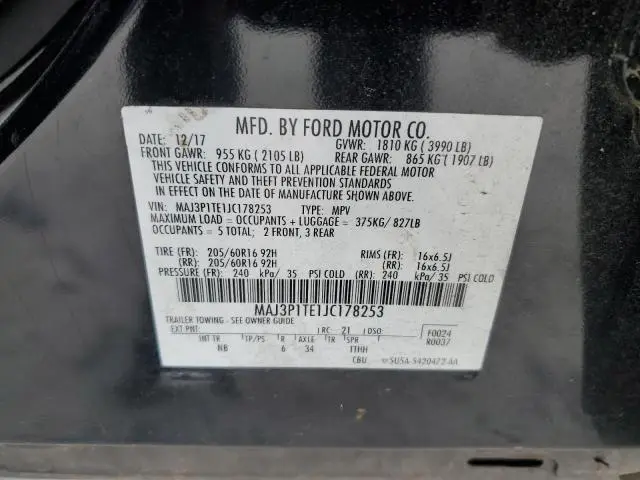 MFD. BY FORD MOTOR CO.
DATE: 12/17 GVWR: 1810 KG ( 3990 LB)
FRONT GAWR: 955 KG ( 2105 LB) REAR GAWR: 865 KG ( 1907 LB)
THIS VEHICLE CONFORMS TO ALL APPLICABLE FEDERAL MOTOR
VEHICLE SAFETY AND THEFT PREVENTION STANDARDS
IN EFFECT ON THE DATE OF MANUFACTURE SHOWN ABOVE.
VIN: MAJ3P1TE1JC178253 TYPE: MPV
MAXIMUM LOAD = OCCUPANTS + LUGGAGE = 375KG/ 827LB
OCCUPANTS = 5 TOTAL; 2 FRONT, 3 REAR
TIRE (FR): 205/60R16 92H RIMS (FR): 16x6.5J
(RR): 205/60R16 92H (RR): 16x6.5J
PRESSURE (FR): 240 kPa/ 35 PSI COLD (RR): 240 kPa/ 35 PSI COLD
MAJ3P1TE1JC178253
TRAILER TOWING - SEE OWNER GUIDE
EXT PNT: RC: 21 DSO: F0024
R0037
INT TR TP/PS R AXLE TR SPR
NB 6 34 ITHH
CBU 5U5A-5420472-AA